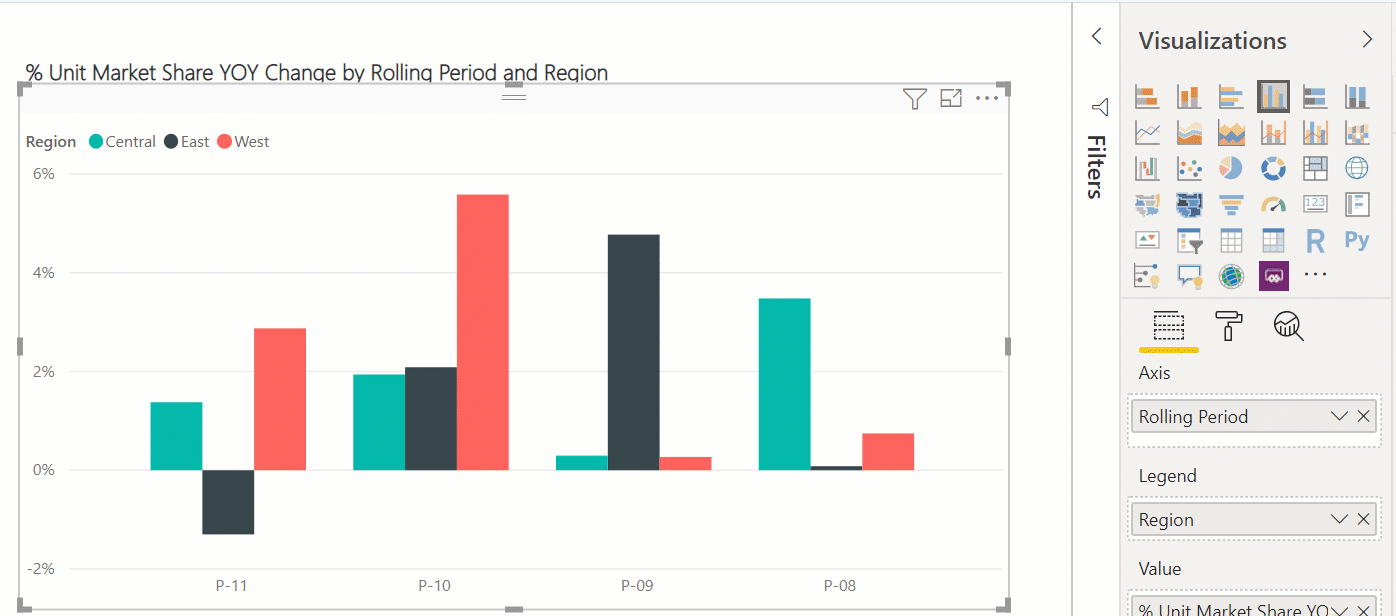 % Unit Market Share YOY Change by Rolling Period and Region
Region Central East West
6%
4%
2%
0%
-2%
P-11 P-10 P-09 P-08
Filters
Visualizations
123
R Py
Axis
Rolling Period
Legend
Region
Value
% Unit Market Share YO